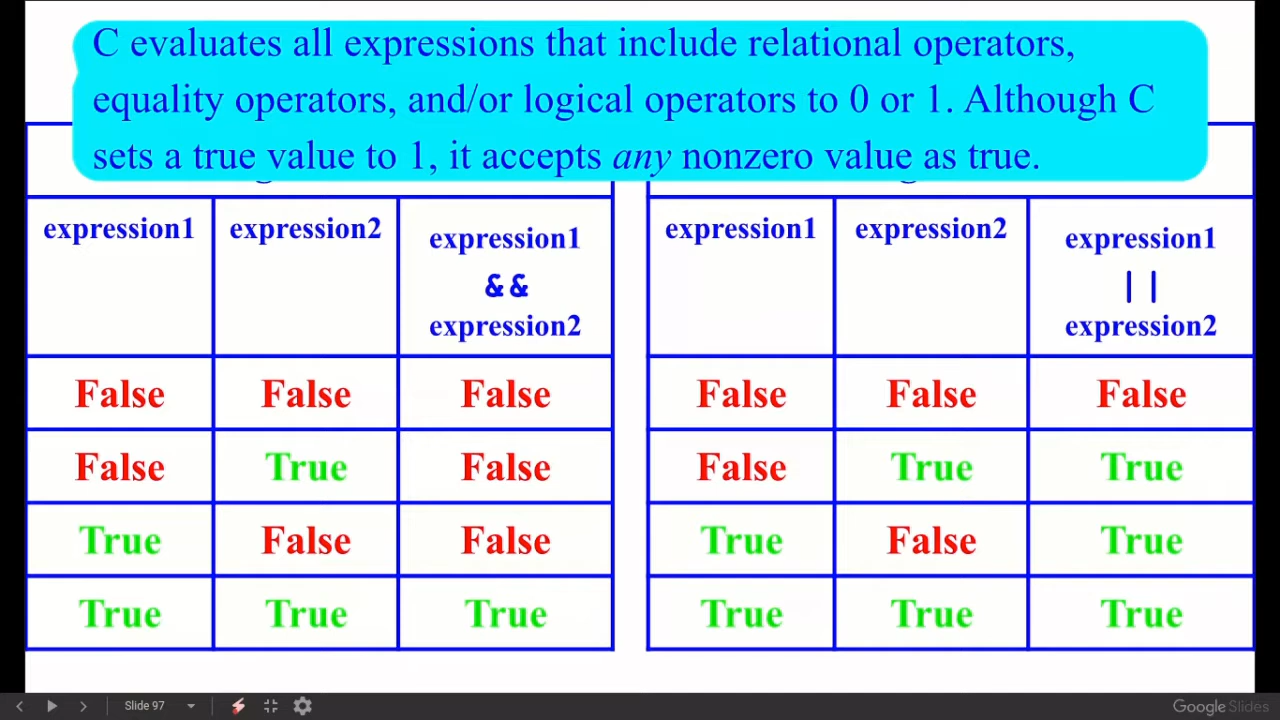 C evaluates all expressions that include relational operators,
equality operators, and/or logical operators to 0 or 1. Although C
sets a true value to 1, it accepts any nonzero value as true.
expression1 expression2 expression1 && expression2
False False False
False True False
True False False
True True True
expression1 expression2 expression1 || expression2
False False False
False True True
True False True
True True True
Slide 97
Google Slides